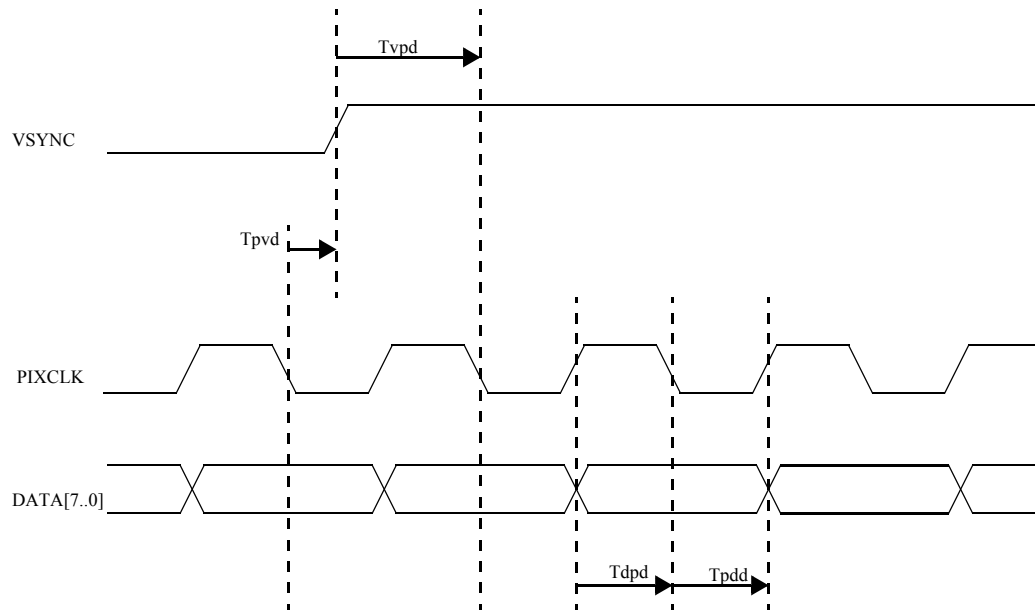 Tvpd
VSYNC
Tpvd
PIXCLK
DATA[7..0]
Tdpd
Tpdd